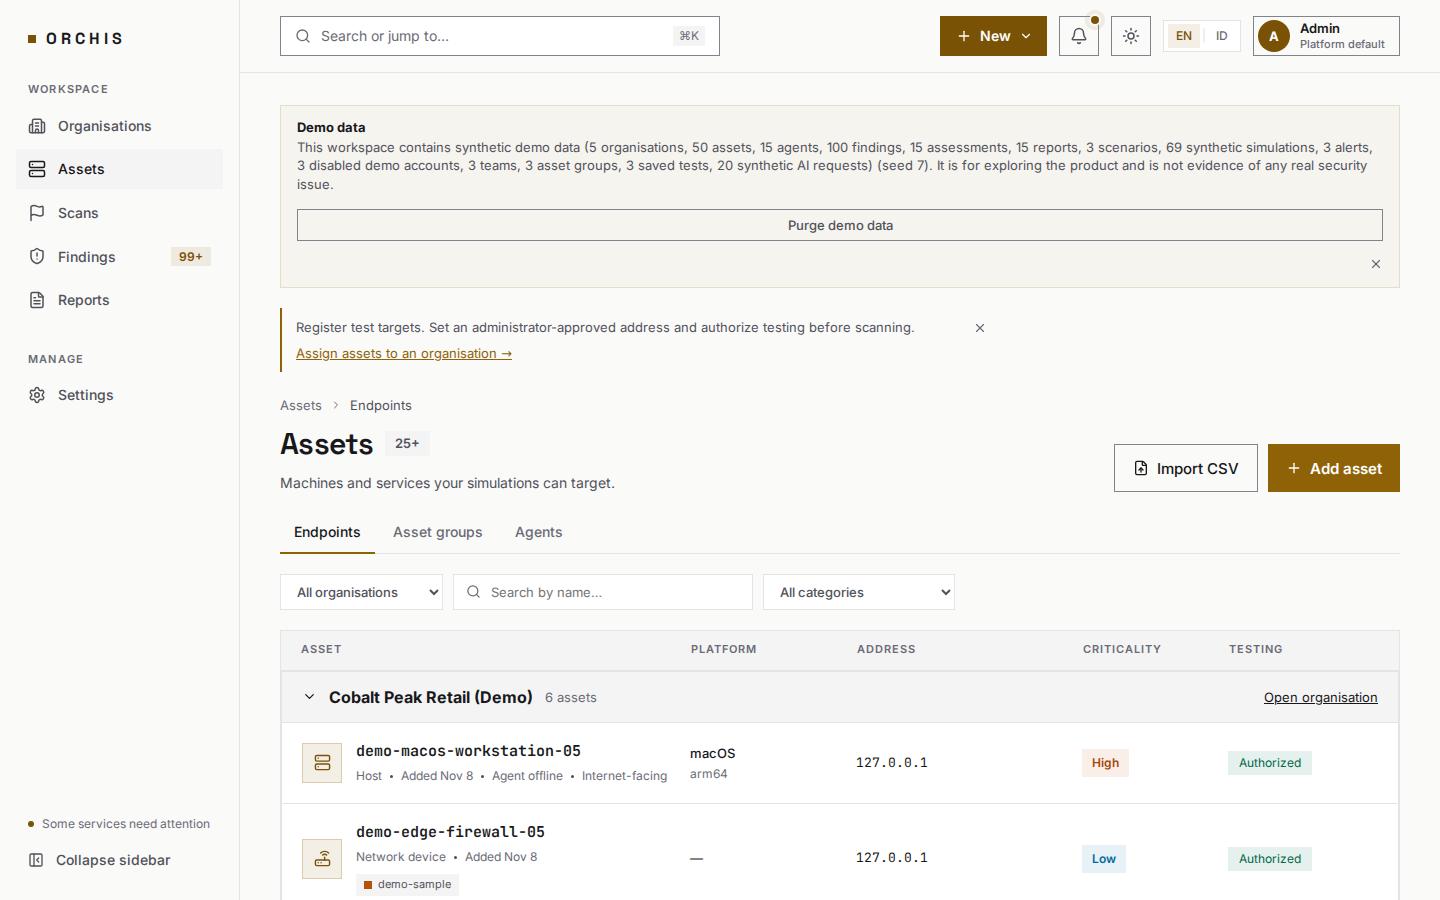 ORCHIS
Search or jump to...
⌘K
New
EN
ID
A
Admin
Platform default
WORKSPACE
Organisations
Assets
Scans
Findings
99+
Reports
MANAGE
Settings
Some services need attention
Collapse sidebar
Demo data
This workspace contains synthetic demo data (5 organisations, 50 assets, 15 agents, 100 findings, 15 assessments, 15 reports, 3 scenarios, 69 synthetic simulations, 3 alerts,
3 disabled demo accounts, 3 teams, 3 asset groups, 3 saved tests, 20 synthetic AI requests) (seed 7). It is for exploring the product and is not evidence of any real security
issue.
Purge demo data
Register test targets. Set an administrator-approved address and authorize testing before scanning.
Assign assets to an organisation →
Assets > Endpoints
Assets
25+
Machines and services your simulations can target.
Import CSV
Add asset
Endpoints
Asset groups
Agents
All organisations
Search by name...
All categories
ASSET
PLATFORM
ADDRESS
CRITICALITY
TESTING
Cobalt Peak Retail (Demo)
6 assets
Open organisation
demo-macos-workstation-05
Host • Added Nov 8 • Agent offline • Internet-facing
macOS
arm64
127.0.0.1
High
Authorized
demo-edge-firewall-05
Network device • Added Nov 8
demo-sample
—
127.0.0.1
Low
Authorized